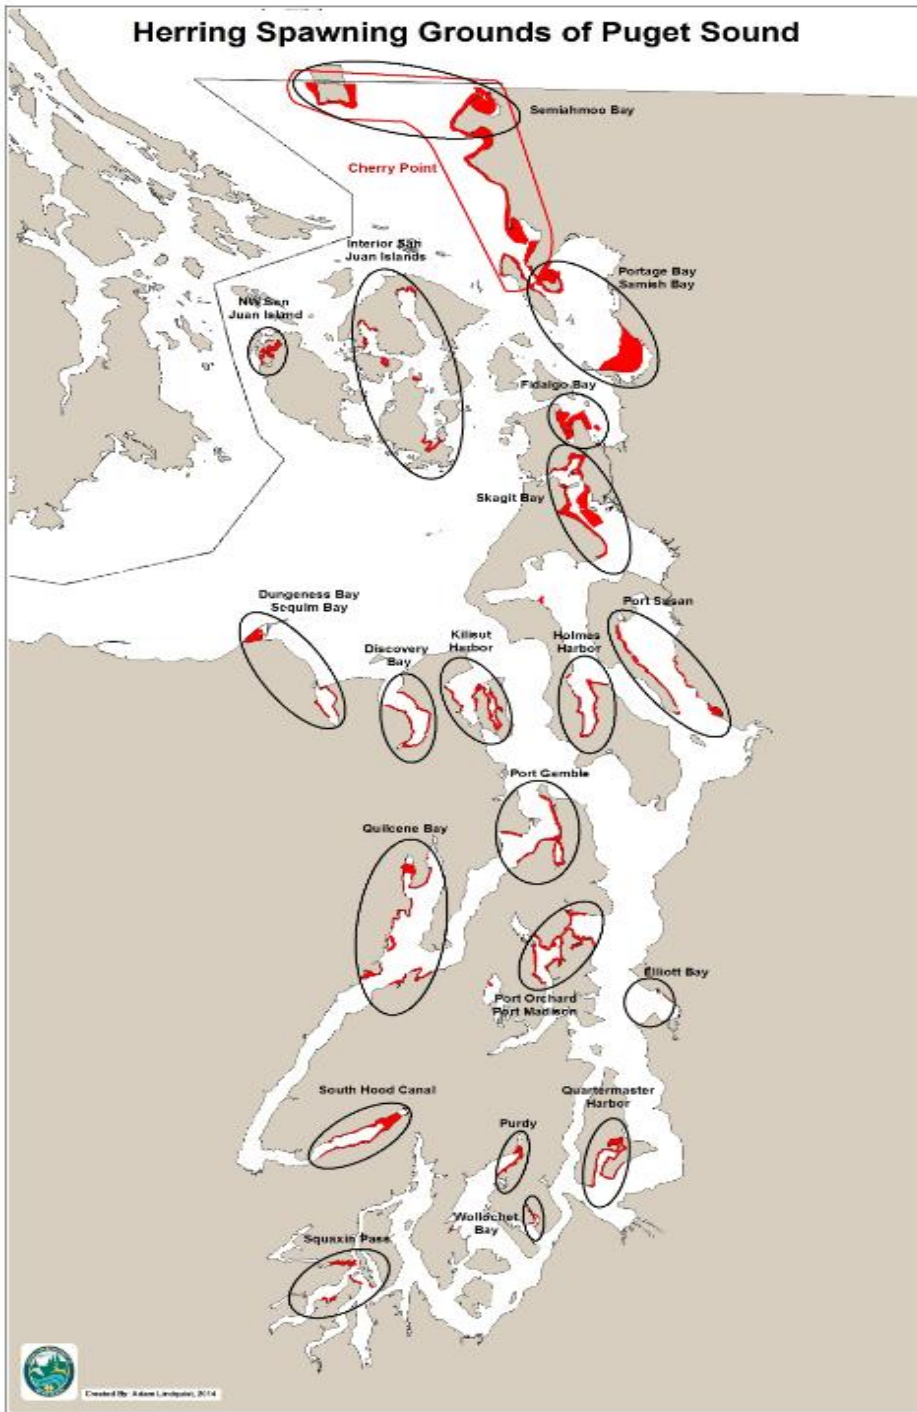 Herring Spawning Grounds of Puget Sound
Semiahmoo Bay
Cherry Point
Interior San
Juan Islands
Portage Bay
Samish Bay
NW San
Juan Island
Fidalgo Bay
Skagit Bay
Dungeness Bay
Sequim Bay
Port Susan
Kilisut
Harbor
Holmes
Harbor
Discovery
Bay
Port Gamble
Quilcene Bay
Elliott Bay
Port Orchard
Port Madison
South Hood Canal
Quartermaster
Harbor
Purdy
Wollochet
Bay
Squaxin Pass
Created By: Adam Lindquist, 2014